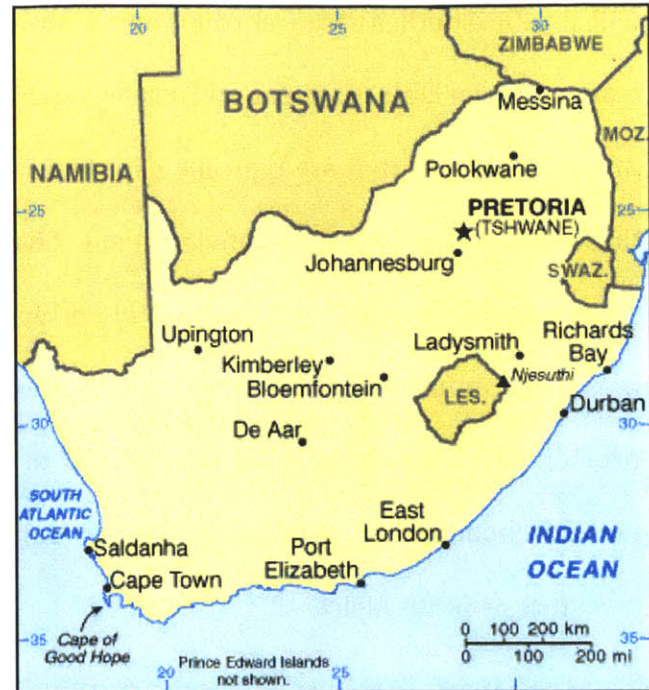 20
25
30
ZIMBABWE
BOTSWANA
Messina
MOZ.
NAMIBIA
Polokwane
25
PRETORIA
25
(TSHWANE)
Johannesburg
SWAZ.
Upington
Ladysmith
Richards
Bay
Kimberley
Bloemfontein
Njesuthi
LES.
Durban
30
De Aar
30
SOUTH
ATLANTIC
OCEAN
East
London
INDIAN
OCEAN
Saldanha
Port
Elizabeth
Cape Town
Cape of
Good Hope
0 100 200 km
0 100 200 mi
35
35
20
25
Prince Edward Islands
not shown.